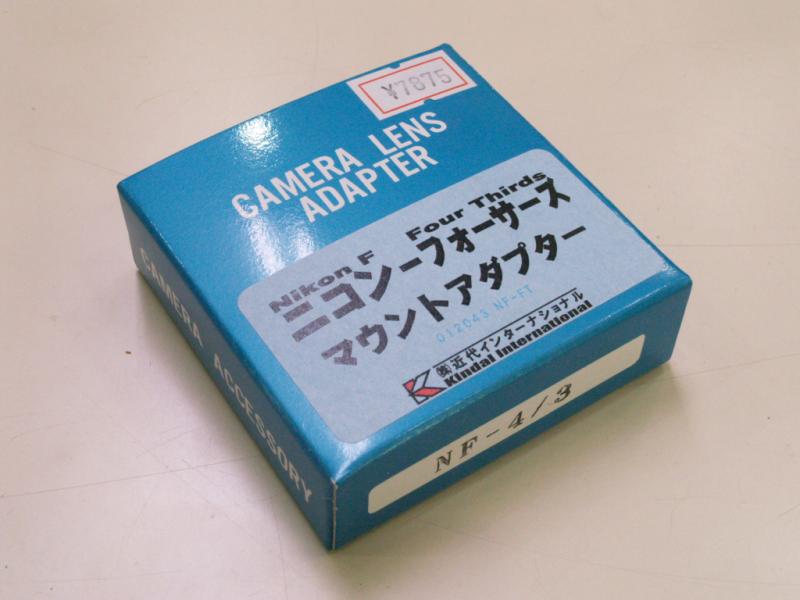 ¥7875
CAMERA LENS
ADAPTER
Nikon F Four Thirds
ニコンーフォーサーズ
マウントアダプター
012043 NF-FT
㈱近代インターナショナル
Kindai International
NF-4/3
CAMERA ACCESSORY